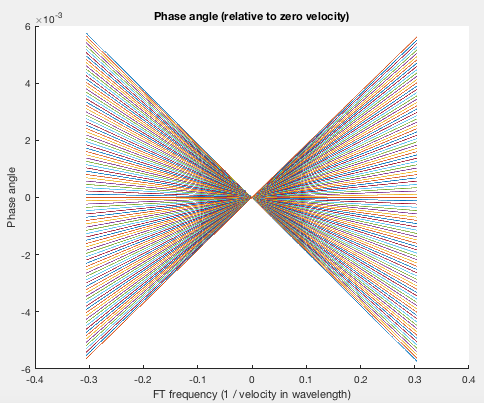 Phase angle (relative to zero velocity)
×10⁻³
6
4
2
0
-2
-4
-6
Phase angle
-0.4 -0.3 -0.2 -0.1 0 0.1 0.2 0.3 0.4
FT frequency (1 / velocity in wavelength)